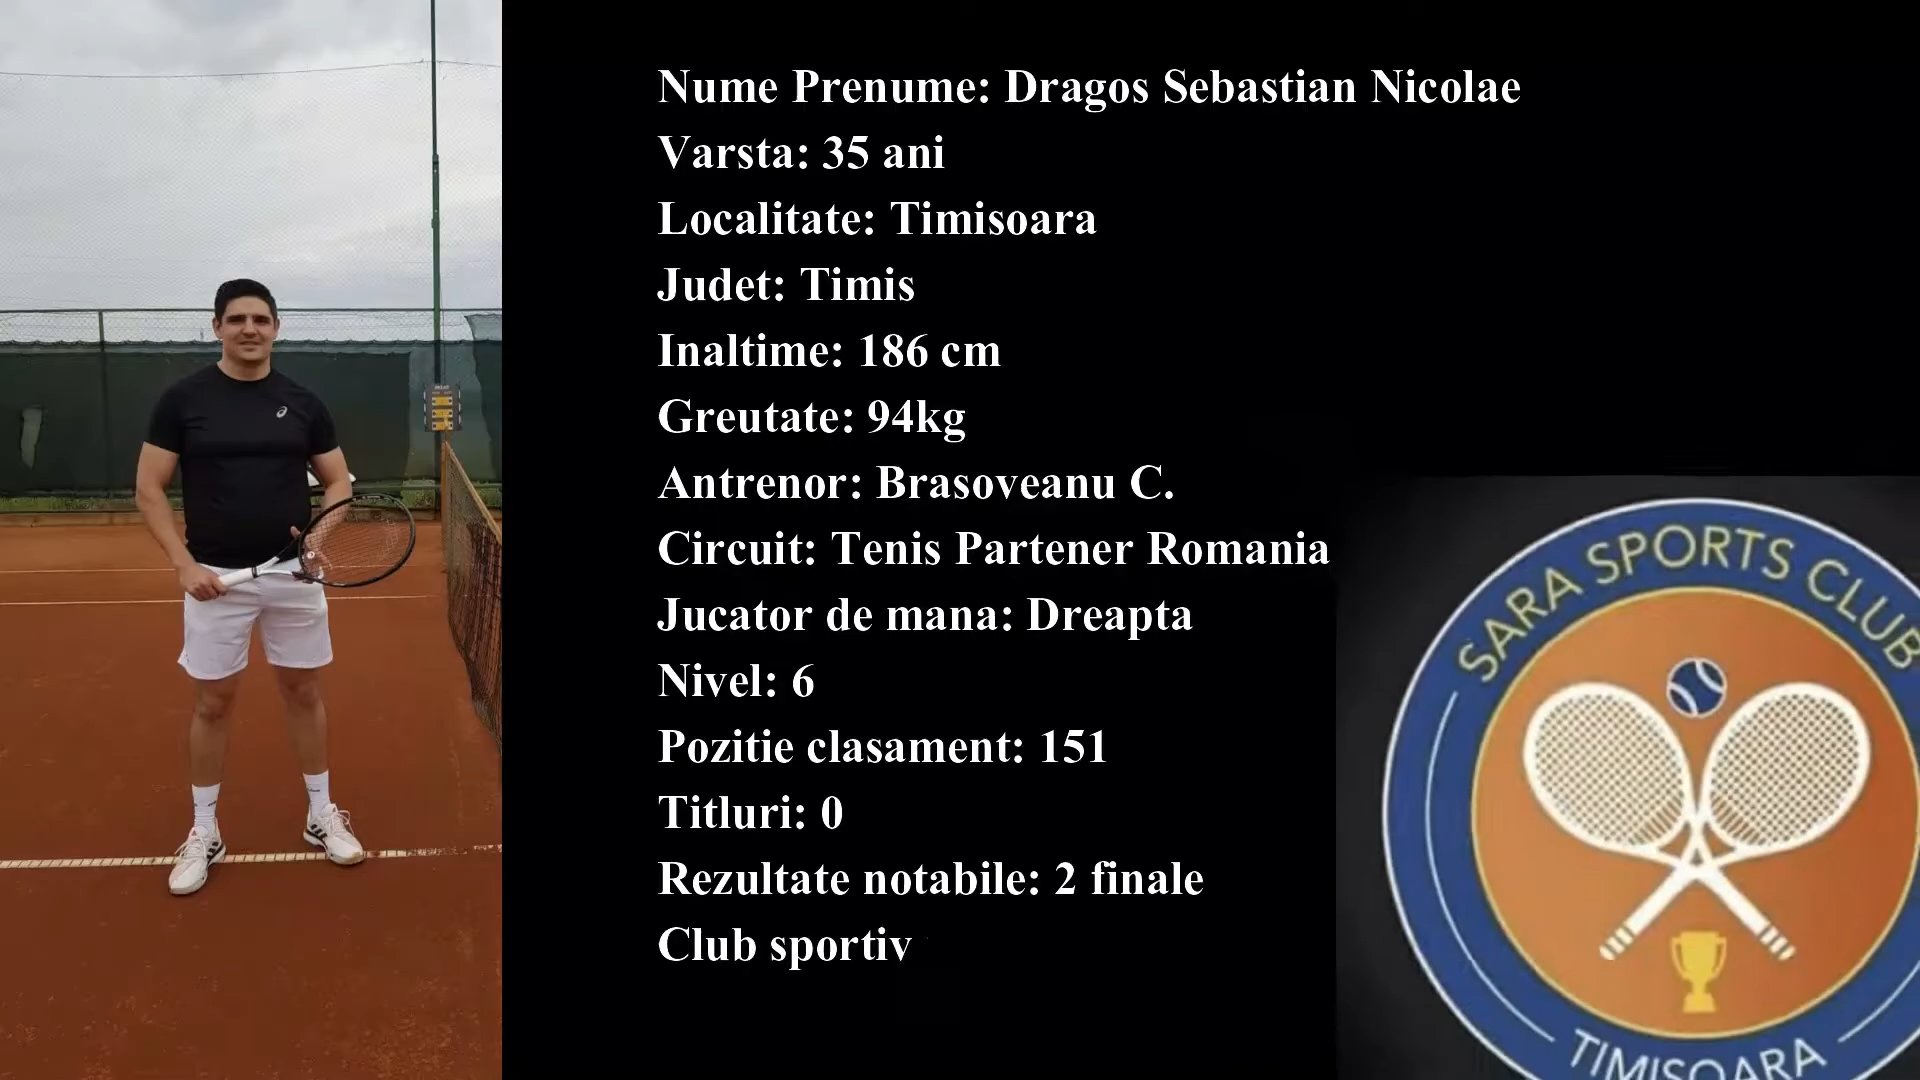 Nume Prenume: Dragos Sebastian Nicolae
Varsta: 35 ani
Localitate: Timisoara
Judet: Timis
Inaltime: 186 cm
Greutate: 94kg
Antrenor: Brasoveanu C.
Circuit: Tenis Partener Romania
Jucator de mana: Dreapta
Nivel: 6
Pozitie clasament: 151
Titluri: 0
Rezultate notabile: 2 finale
Club sportiv
SARA SPORTS CLUB
TIMISOARA